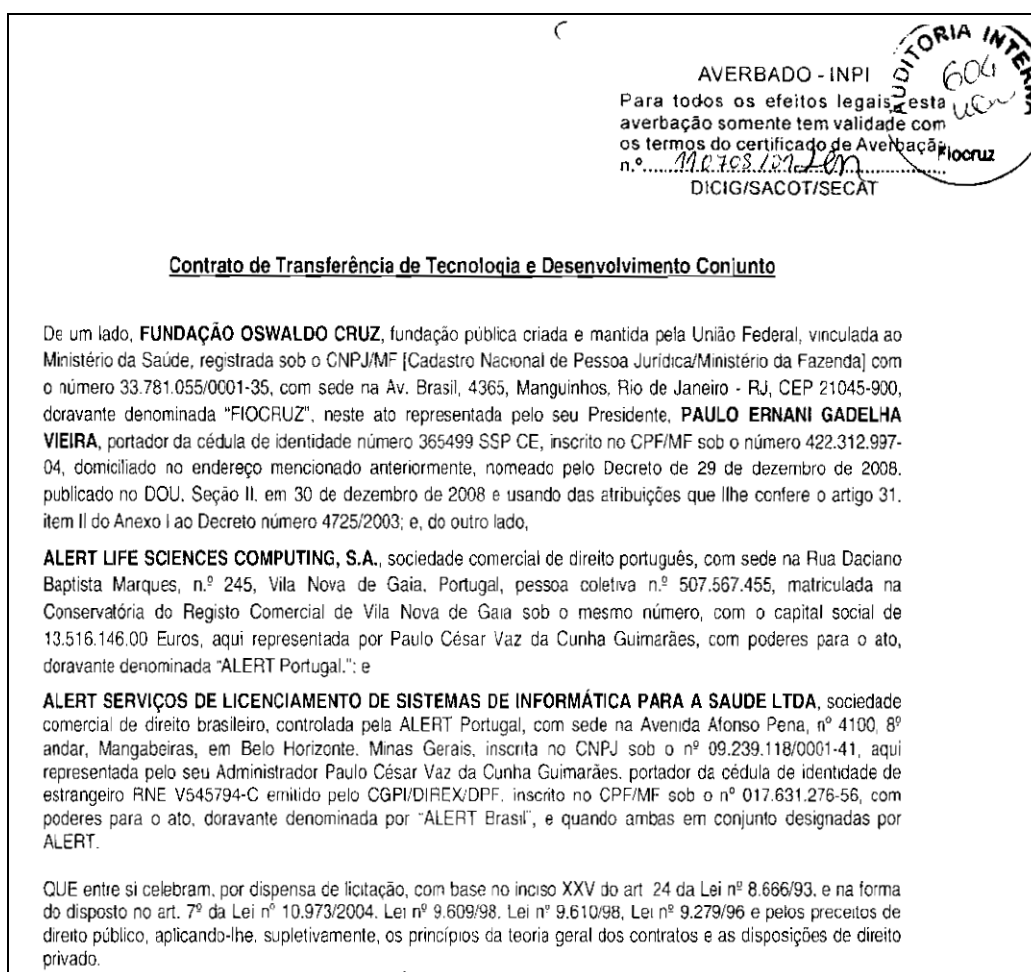 AUDITORIA INTERNA
604
Fiocruz
AVERBADO - INPI
Para todos os efeitos legais, esta
averbação somente tem validade com
os termos do certificado de Averbação
n.º
DICIG/SACOT/SECAT
Contrato de Transferência de Tecnologia e Desenvolvimento Conjunto
De um lado, FUNDAÇÃO OSWALDO CRUZ, fundação pública criada e mantida pela União Federal, vinculada ao
Ministério da Saúde, registrada sob o CNPJ/MF [Cadastro Nacional de Pessoa Jurídica/Ministério da Fazenda] com
o número 33.781.055/0001-35, com sede na Av. Brasil, 4365, Manguinhos, Rio de Janeiro - RJ, CEP 21045-900,
doravante denominada "FIOCRUZ", neste ato representada pelo seu Presidente, PAULO ERNANI GADELHA
VIEIRA, portador da cédula de identidade número 365499 SSP CE, inscrito no CPF/MF sob o número 422.312.997-
04, domiciliado no endereço mencionado anteriormente, nomeado pelo Decreto de 29 de dezembro de 2008,
publicado no DOU, Seção II, em 30 de dezembro de 2008 e usando das atribuições que llhe confere o artigo 31,
item II do Anexo I ao Decreto número 4725/2003; e, do outro lado,
ALERT LIFE SCIENCES COMPUTING, S.A., sociedade comercial de direito português, com sede na Rua Daciano
Baptista Marques, n.º 245, Vila Nova de Gaia, Portugal, pessoa coletiva n.º 507.567.455, matriculada na
Conservatória do Registo Comercial de Vila Nova de Gaia sob o mesmo número, com o capital social de
13.516.146,00 Euros, aqui representada por Paulo César Vaz da Cunha Guimarães, com poderes para o ato,
doravante denominada "ALERT Portugal."; e
ALERT SERVIÇOS DE LICENCIAMENTO DE SISTEMAS DE INFORMÁTICA PARA A SAUDE LTDA, sociedade
comercial de direito brasileiro, controlada pela ALERT Portugal, com sede na Avenida Afonso Pena, nº 4100, 8º
andar, Mangabeiras, em Belo Horizonte, Minas Gerais, inscrita no CNPJ sob o nº 09.239.118/0001-41, aqui
representada pelo seu Administrador Paulo César Vaz da Cunha Guimarães, portador da cédula de identidade de
estrangeiro RNE V545794-C emitido pelo CGPI/DIREX/DPF, inscrito no CPF/MF sob o nº 017.631.276-56, com
poderes para o ato, doravante denominada por "ALERT Brasil", e quando ambas em conjunto designadas por
ALERT.
QUE entre si celebram, por dispensa de licitação, com base no inciso XXV do art. 24 da Lei nº 8.666/93, e na forma
do disposto no art. 7º da Lei nº 10.973/2004, Lei nº 9.609/98, Lei nº 9.610/98, Lei nº 9.279/96 e pelos preceitos de
direito público, aplicando-lhe, supletivamente, os princípios da teoria geral dos contratos e as disposições de direito
privado.